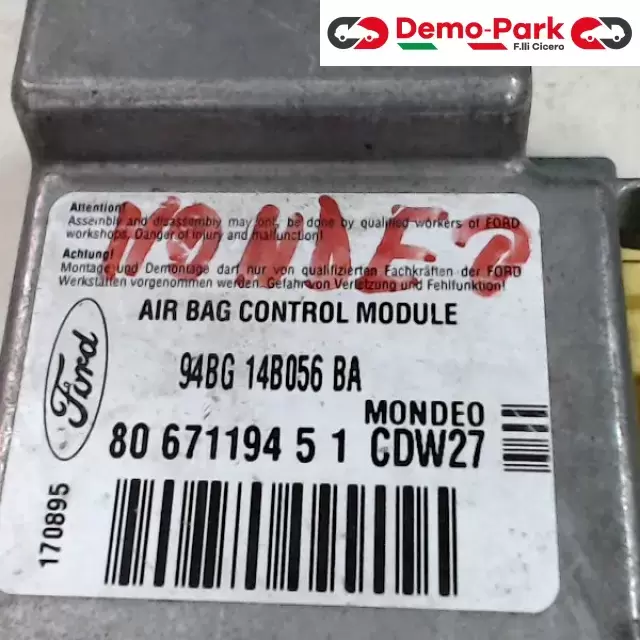 Demo-Park
F.lli Cicero
Attention!
Assembly and disassembly may only be done by qualified workers of FORD
workshops. Danger of injury and malfunction!
MONDEO
Achtung!
Montage und Demontage darf nur von qualifizierten Fachkräften der FORD
Werkstätten vorgenommen werden. Gefahr von Verletzung und Fehlfunktion!
AIR BAG CONTROL MODULE
Ford
94BG 14B056 BA
MONDEO
80 671194 5 1 CDW27
170895